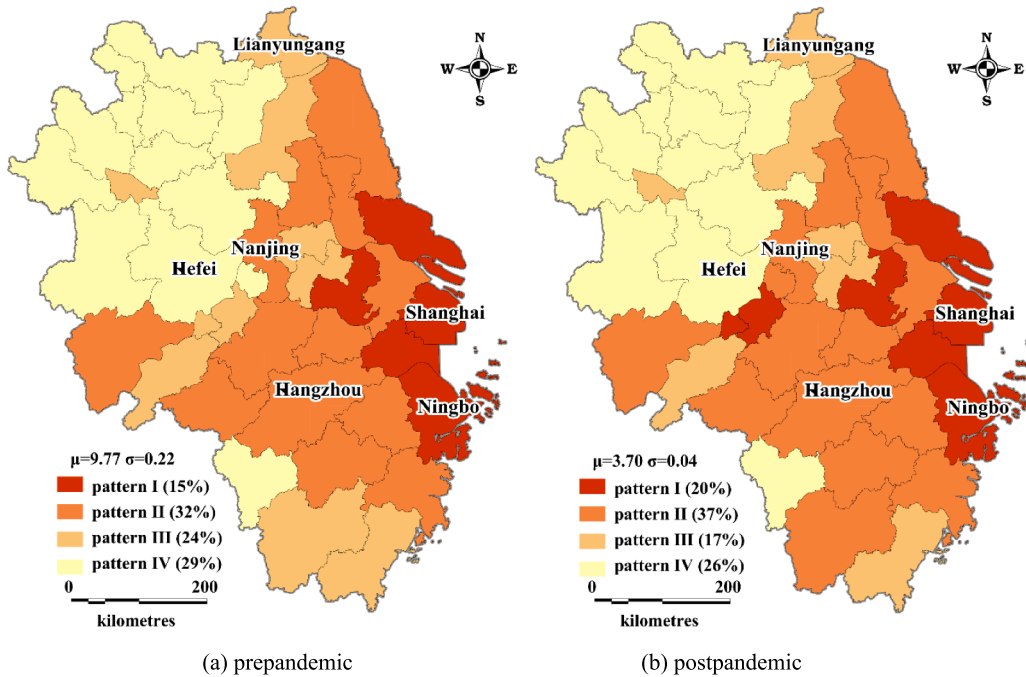 Lianyungang
N
W E
S
Nanjing
Hefei
Shanghai
Hangzhou
Ningbo
μ=9.77 σ=0.22
pattern I (15%)
pattern II (32%)
pattern III (24%)
pattern IV (29%)
0 200
kilometres
(a) prepandemic
Lianyungang
N
W E
S
Nanjing
Hefei
Shanghai
Hangzhou
Ningbo
μ=3.70 σ=0.04
pattern I (20%)
pattern II (37%)
pattern III (17%)
pattern IV (26%)
0 200
kilometres
(b) postpandemic